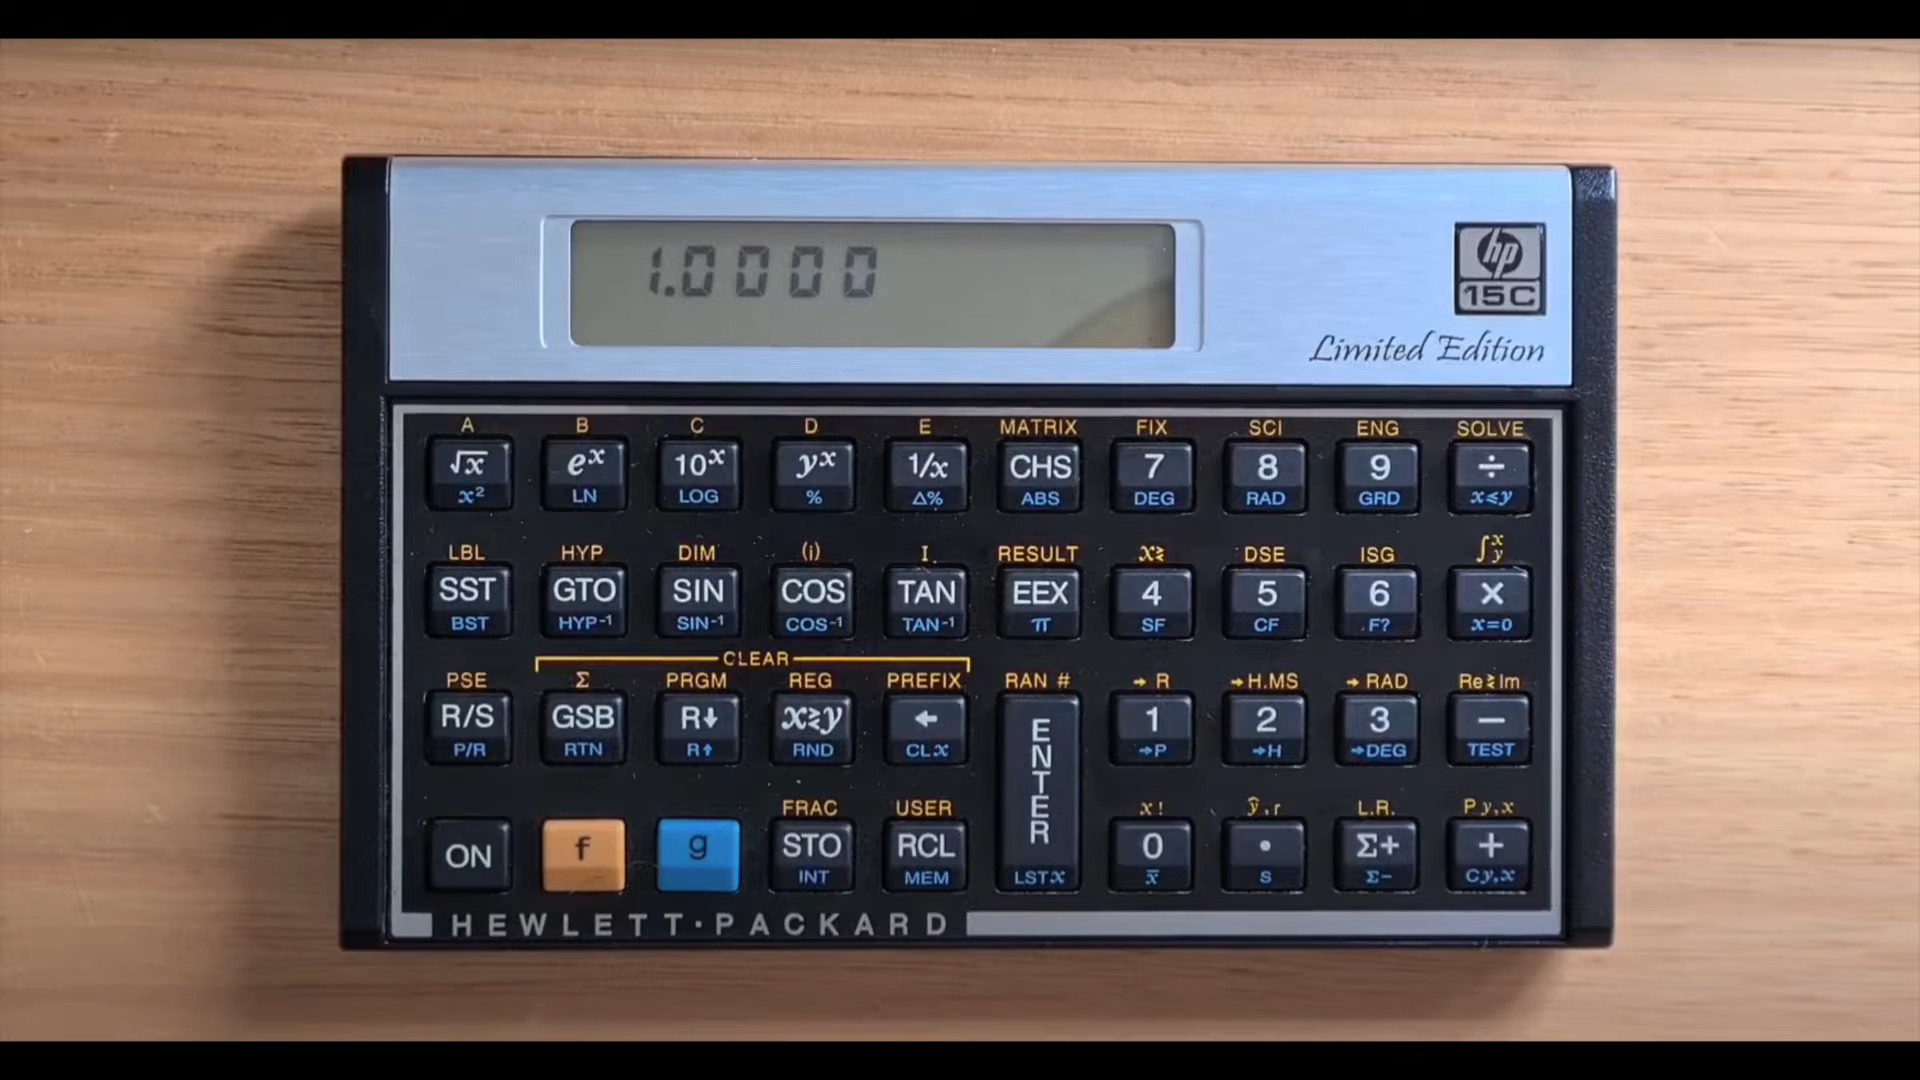 1.0000
hp
15C
Limited Edition
A B C D E MATRIX FIX SCI ENG SOLVE
√x eˣ 10ˣ yˣ 1/x CHS 7 8 9 ÷
x² LN LOG % Δ% ABS DEG RAD GRD x≤y
LBL HYP DIM (i) I RESULT x≷ DSE ISG ∫ˣy
SST GTO SIN COS TAN EEX 4 5 6 ×
BST HYP⁻¹ SIN⁻¹ COS⁻¹ TAN⁻¹ π SF CF F? x=0
CLEAR
PSE Σ PRGM REG PREFIX RAN # →R →H.MS →RAD Re≷Im
R/S GSB R↓ x≷y ← ENTER 1 2 3 −
P/R RTN R↑ RND CLx →P →H →DEG TEST
FRAC USER x! ŷ,r L.R. Py,x
ON f g STO RCL 0 · Σ+ +
INT MEM LSTx x̄ s Σ− Cy,x
HEWLETT·PACKARD